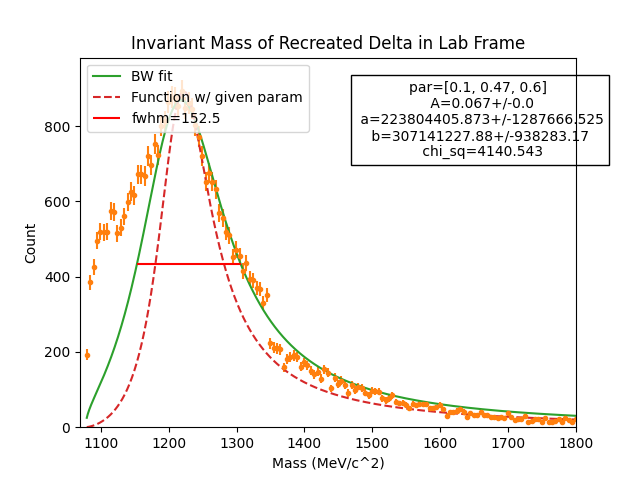 Invariant Mass of Recreated Delta in Lab Frame
BW fit
Function w/ given param
fwhm=152.5
par=[0.1, 0.47, 0.6]
A=0.067+/-0.0
a=223804405.873+/-1287666.525
b=307141227.88+/-938283.17
chi_sq=4140.543
Count
800
600
400
200
0
1100 1200 1300 1400 1500 1600 1700 1800
Mass (MeV/c^2)